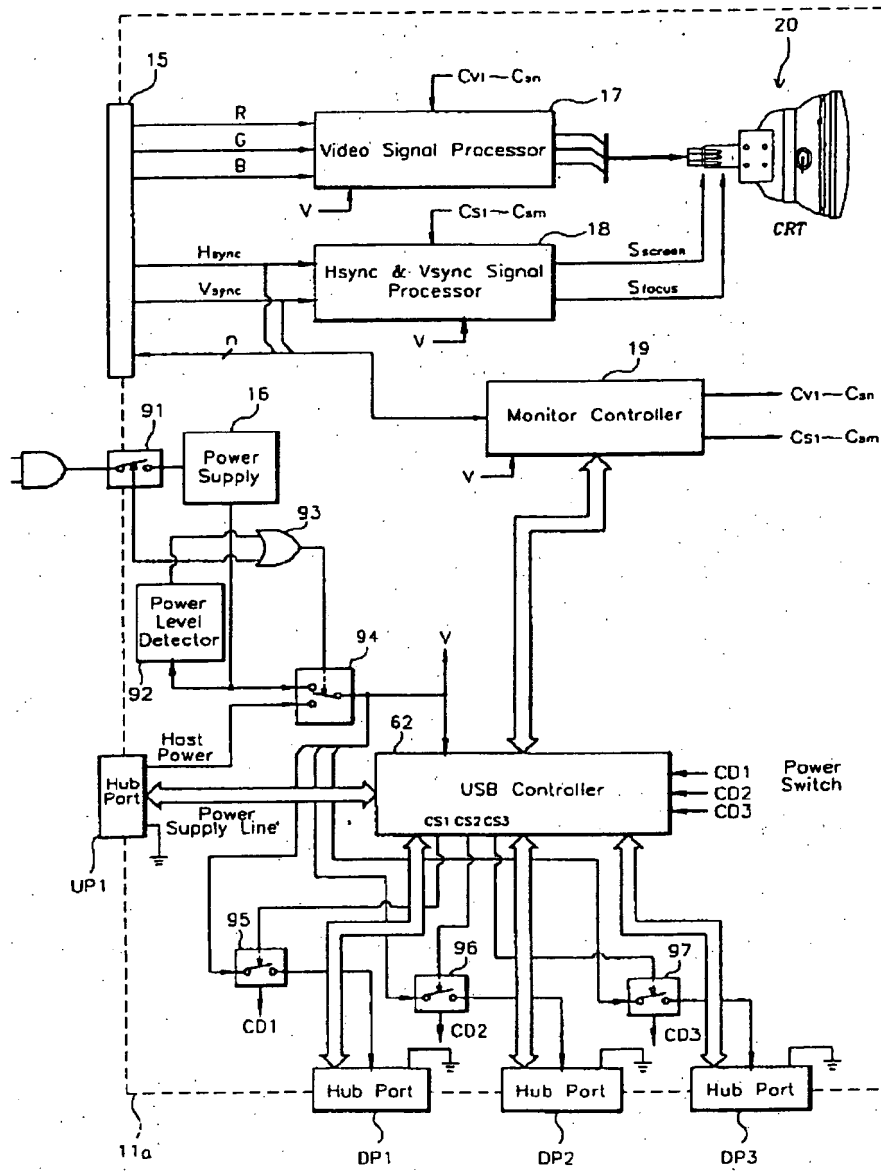 20
15
Cv1~Csn
17
R
G
B
Video Signal Processor
V
CRT
Cs1~Csm
18
Hsync
Vsync
Hsync & Vsync Signal
Processor
Sscreen
Sfocus
V
n
19
Monitor Controller
Cv1~Csn
Cs1~Csm
V
91
16
Power
Supply
93
Power
Level
Detector
92
94
V
Host
Power
62
Hub
Port
USB Controller
CD1
CD2
CD3
Power
Switch
Power
Supply Line
CS1 CS2 CS3
UP1
95
96
97
CD1
CD2
CD3
Hub Port
Hub Port
Hub Port
11a
DP1
DP2
DP3